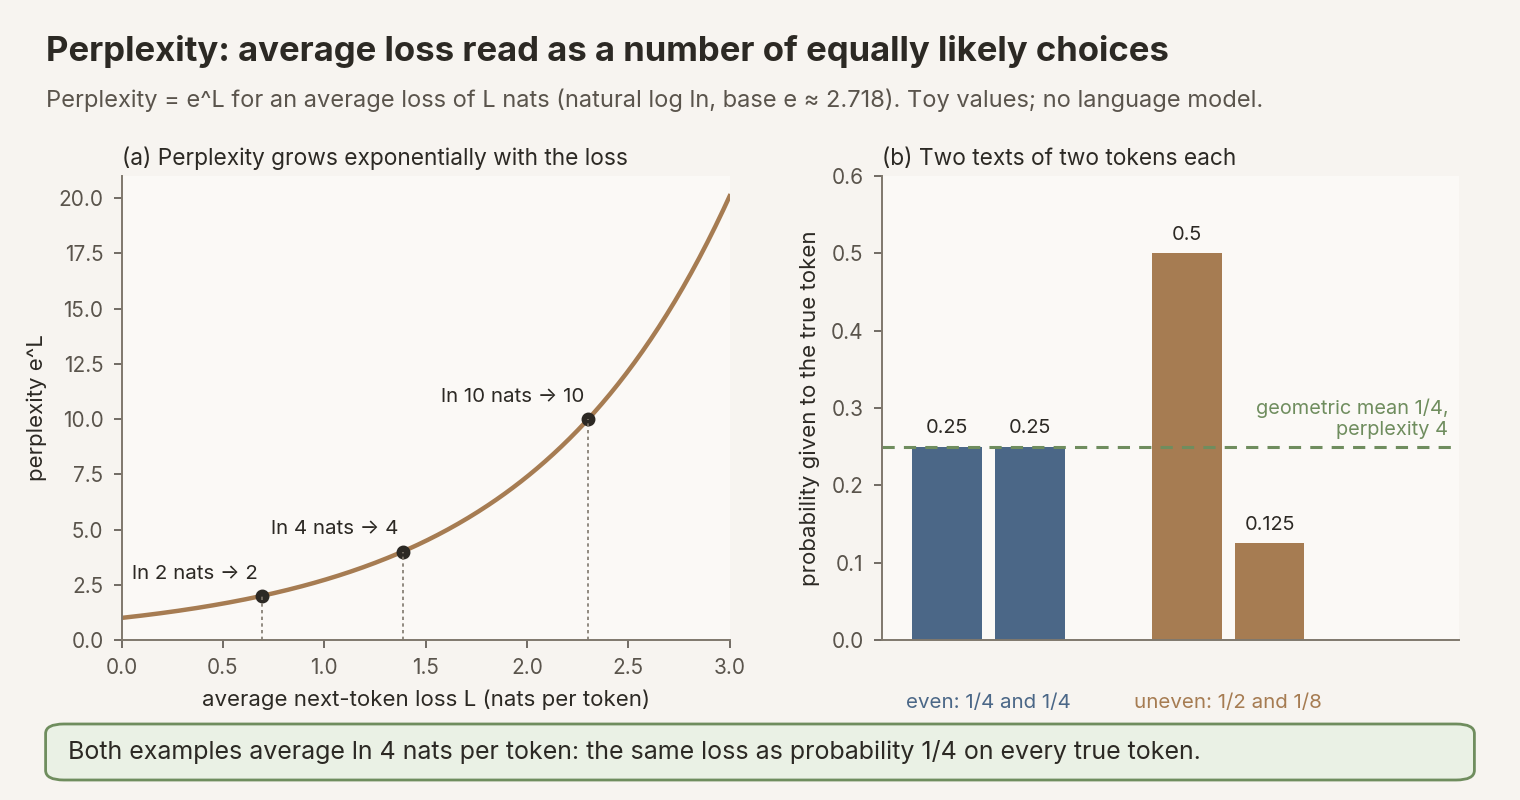 Perplexity: average loss read as a number of equally likely choices
Perplexity = e^L for an average loss of L nats (natural log ln, base e ≈ 2.718). Toy values; no language model.
(a) Perplexity grows exponentially with the loss
perplexity e^L
20.0
17.5
15.0
12.5
10.0
7.5
5.0
2.5
0.0
ln 10 nats → 10
ln 4 nats → 4
ln 2 nats → 2
0.0 0.5 1.0 1.5 2.0 2.5 3.0
average next-token loss L (nats per token)
(b) Two texts of two tokens each
probability given to the true token
0.6
0.5
0.4
0.3
0.2
0.1
0.0
0.25
0.25
0.5
0.125
geometric mean 1/4,
perplexity 4
even: 1/4 and 1/4
uneven: 1/2 and 1/8
Both examples average ln 4 nats per token: the same loss as probability 1/4 on every true token.